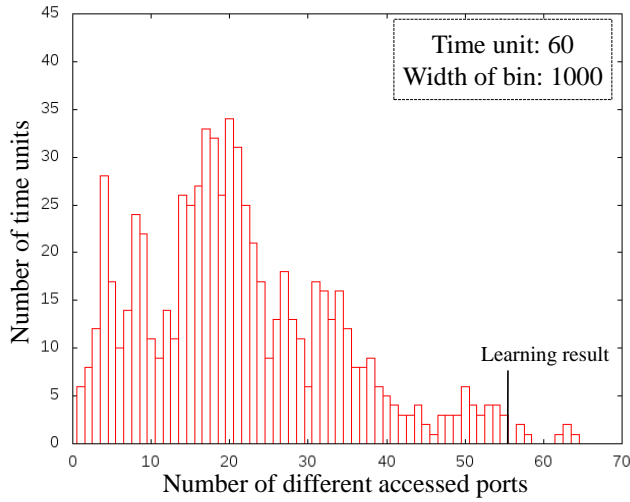 45
40
35
30
25
20
15
10
5
0
Number of time units
Time unit: 60
Width of bin: 1000
Learning result
0 10 20 30 40 50 60 70
Number of different accessed ports